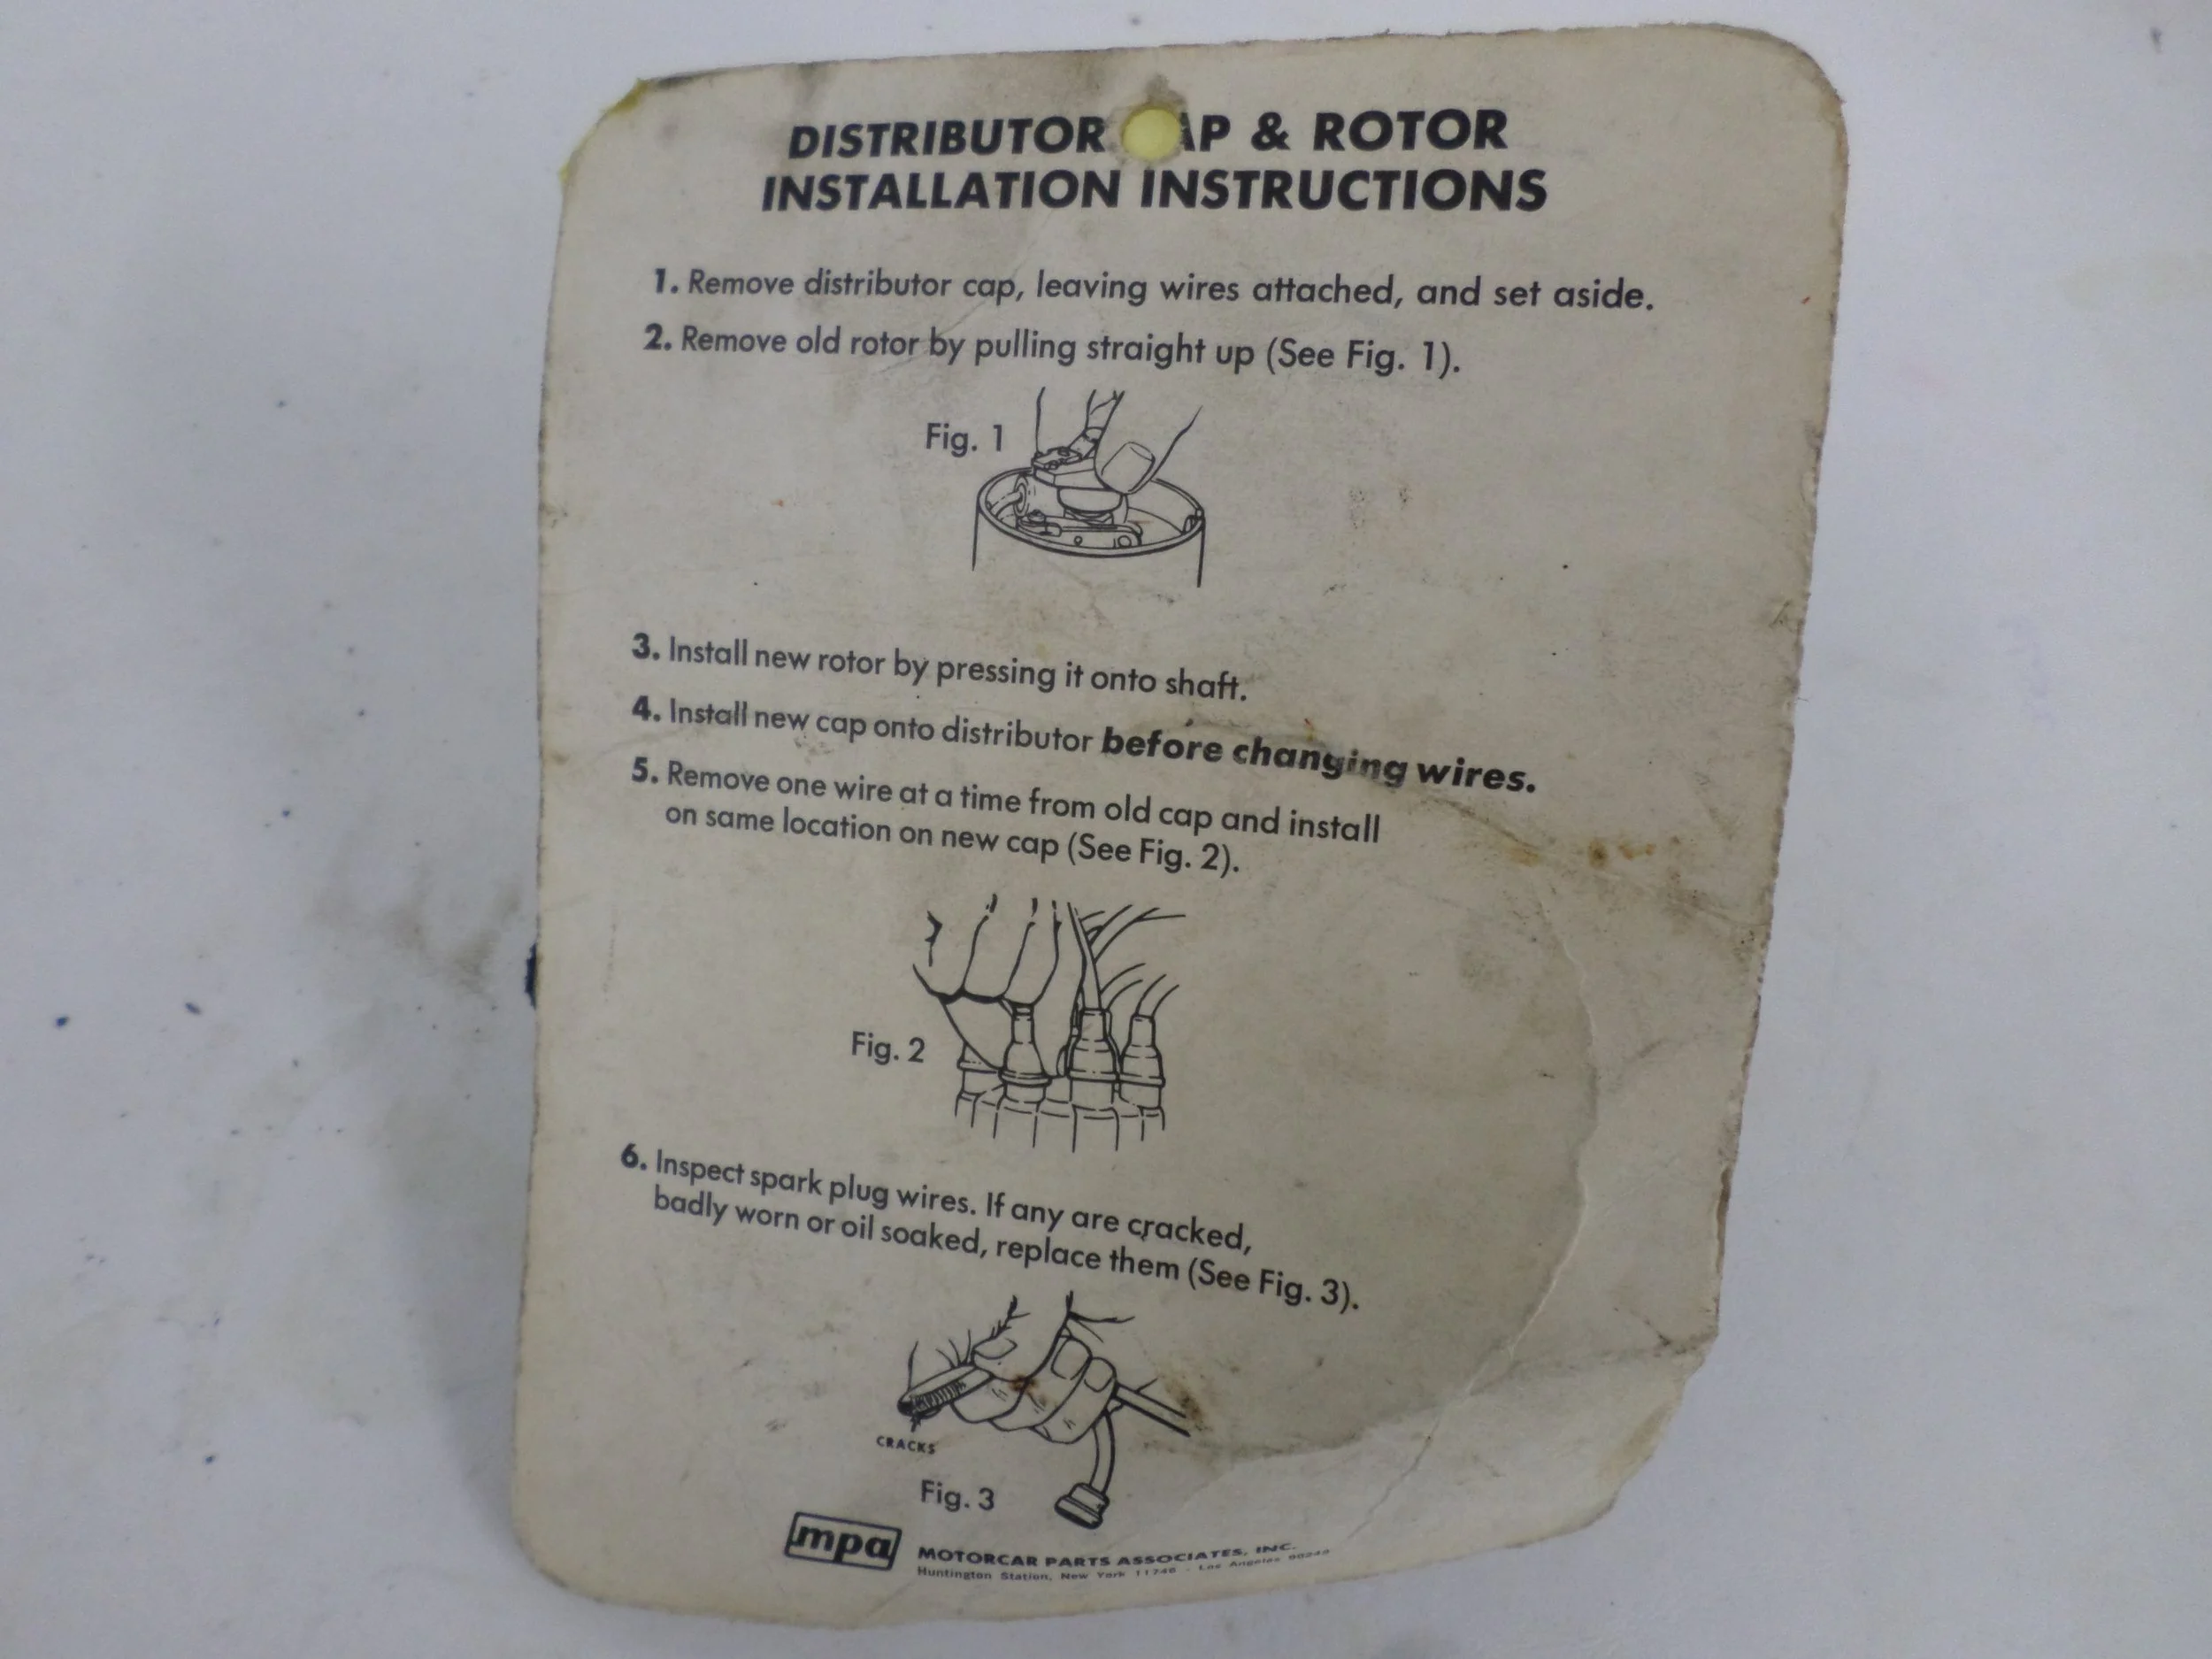 DISTRIBUTOR AP & ROTOR
INSTALLATION INSTRUCTIONS
1. Remove distributor cap, leaving wires attached, and set aside.
2. Remove old rotor by pulling straight up (See Fig. 1).
Fig. 1
3. Install new rotor by pressing it onto shaft.
4. Install new cap onto distributor before changing wires.
5. Remove one wire at a time from old cap and install
on same location on new cap (See Fig. 2).
Fig. 2
6. Inspect spark plug wires. If any are cracked,
badly worn or oil soaked, replace them (See Fig. 3).
CRACKS
Fig. 3
mpa
MOTORCAR PARTS ASSOCIATES, INC.
Huntington Station, New York 11746 - Los Angeles